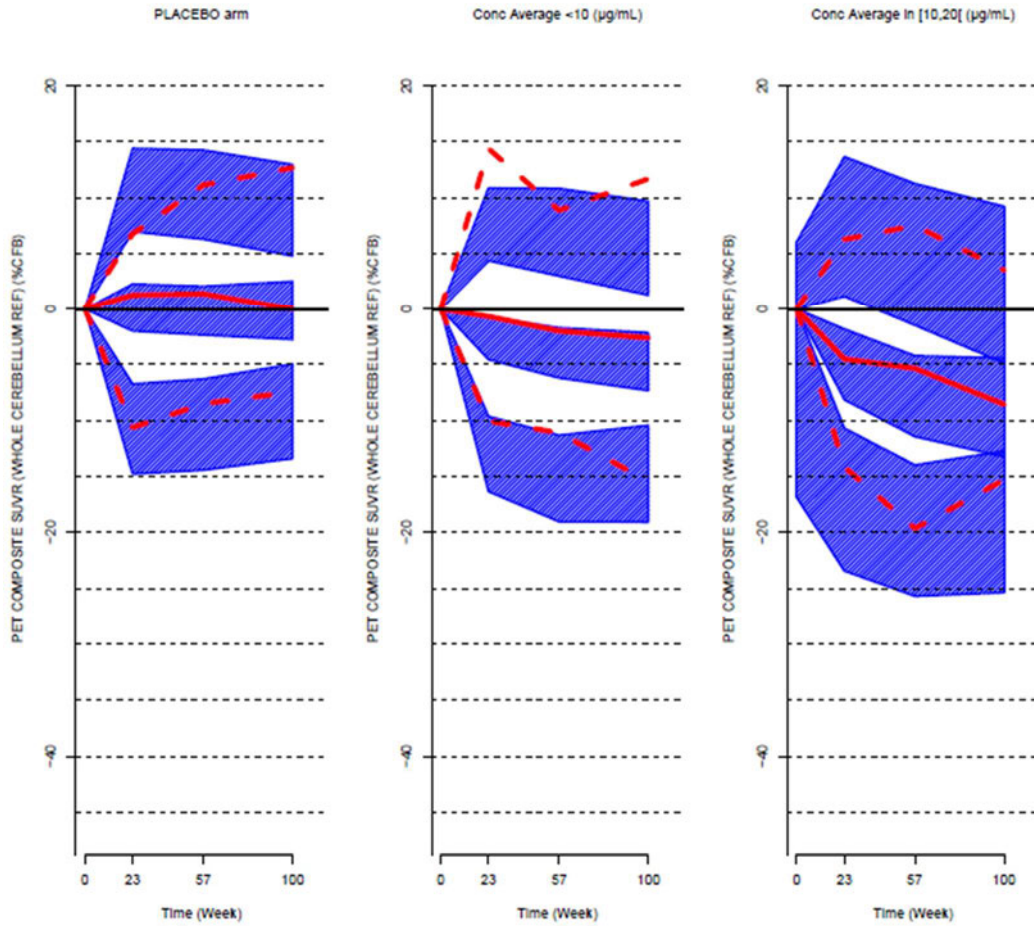 PLACEBO arm
PET COMPOSITE SUVR (WHOLE CEREBELLUM REF) (%CFB)
20
0
-20
-40
0 23 57 100
Time (Week)
Conc Average <10 (µg/mL)
PET COMPOSITE SUVR (WHOLE CEREBELLUM REF) (%CFB)
20
0
-20
-40
0 23 57 100
Time (Week)
Conc Average In [10,20[ (µg/mL)
PET COMPOSITE SUVR (WHOLE CEREBELLUM REF) (%CFB)
20
0
-20
-40
0 23 57 100
Time (Week)